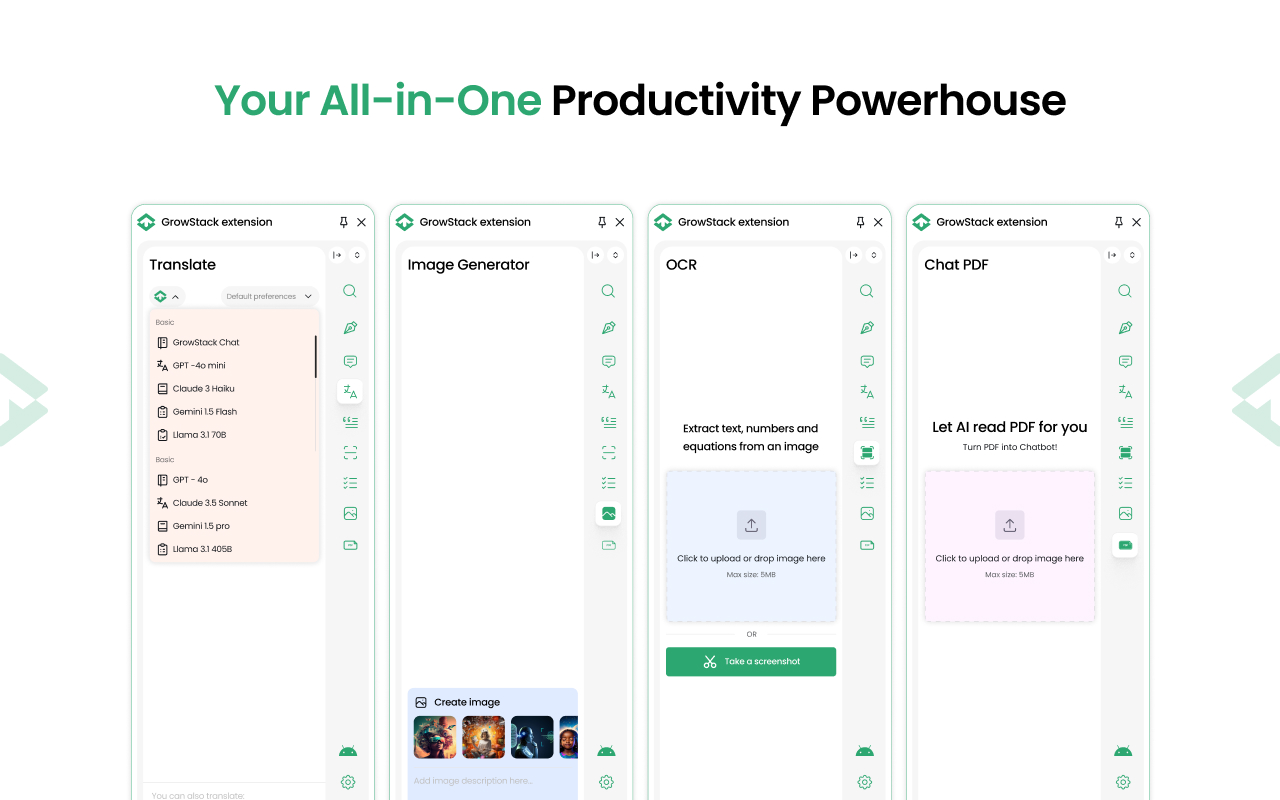 Your All-in-One Productivity Powerhouse
GrowStack extension
Translate
Default preferences
Basic
GrowStack Chat
GPT -4o mini
Claude 3 Haiku
Gemini 1.5 Flash
Llama 3.1 70B
Basic
GPT - 4o
Claude 3.5 Sonnet
Gemini 1.5 pro
Llama 3.1 405B
You can also translate:
GrowStack extension
Image Generator
Create image
Add image description here...
GrowStack extension
OCR
Extract text, numbers and
equations from an image
Click to upload or drop image here
Max size: 5MB
OR
Take a screenshot
GrowStack extension
Chat PDF
Let AI read PDF for you
Turn PDF into Chatbot!
Click to upload or drop image here
Max size: 5MB